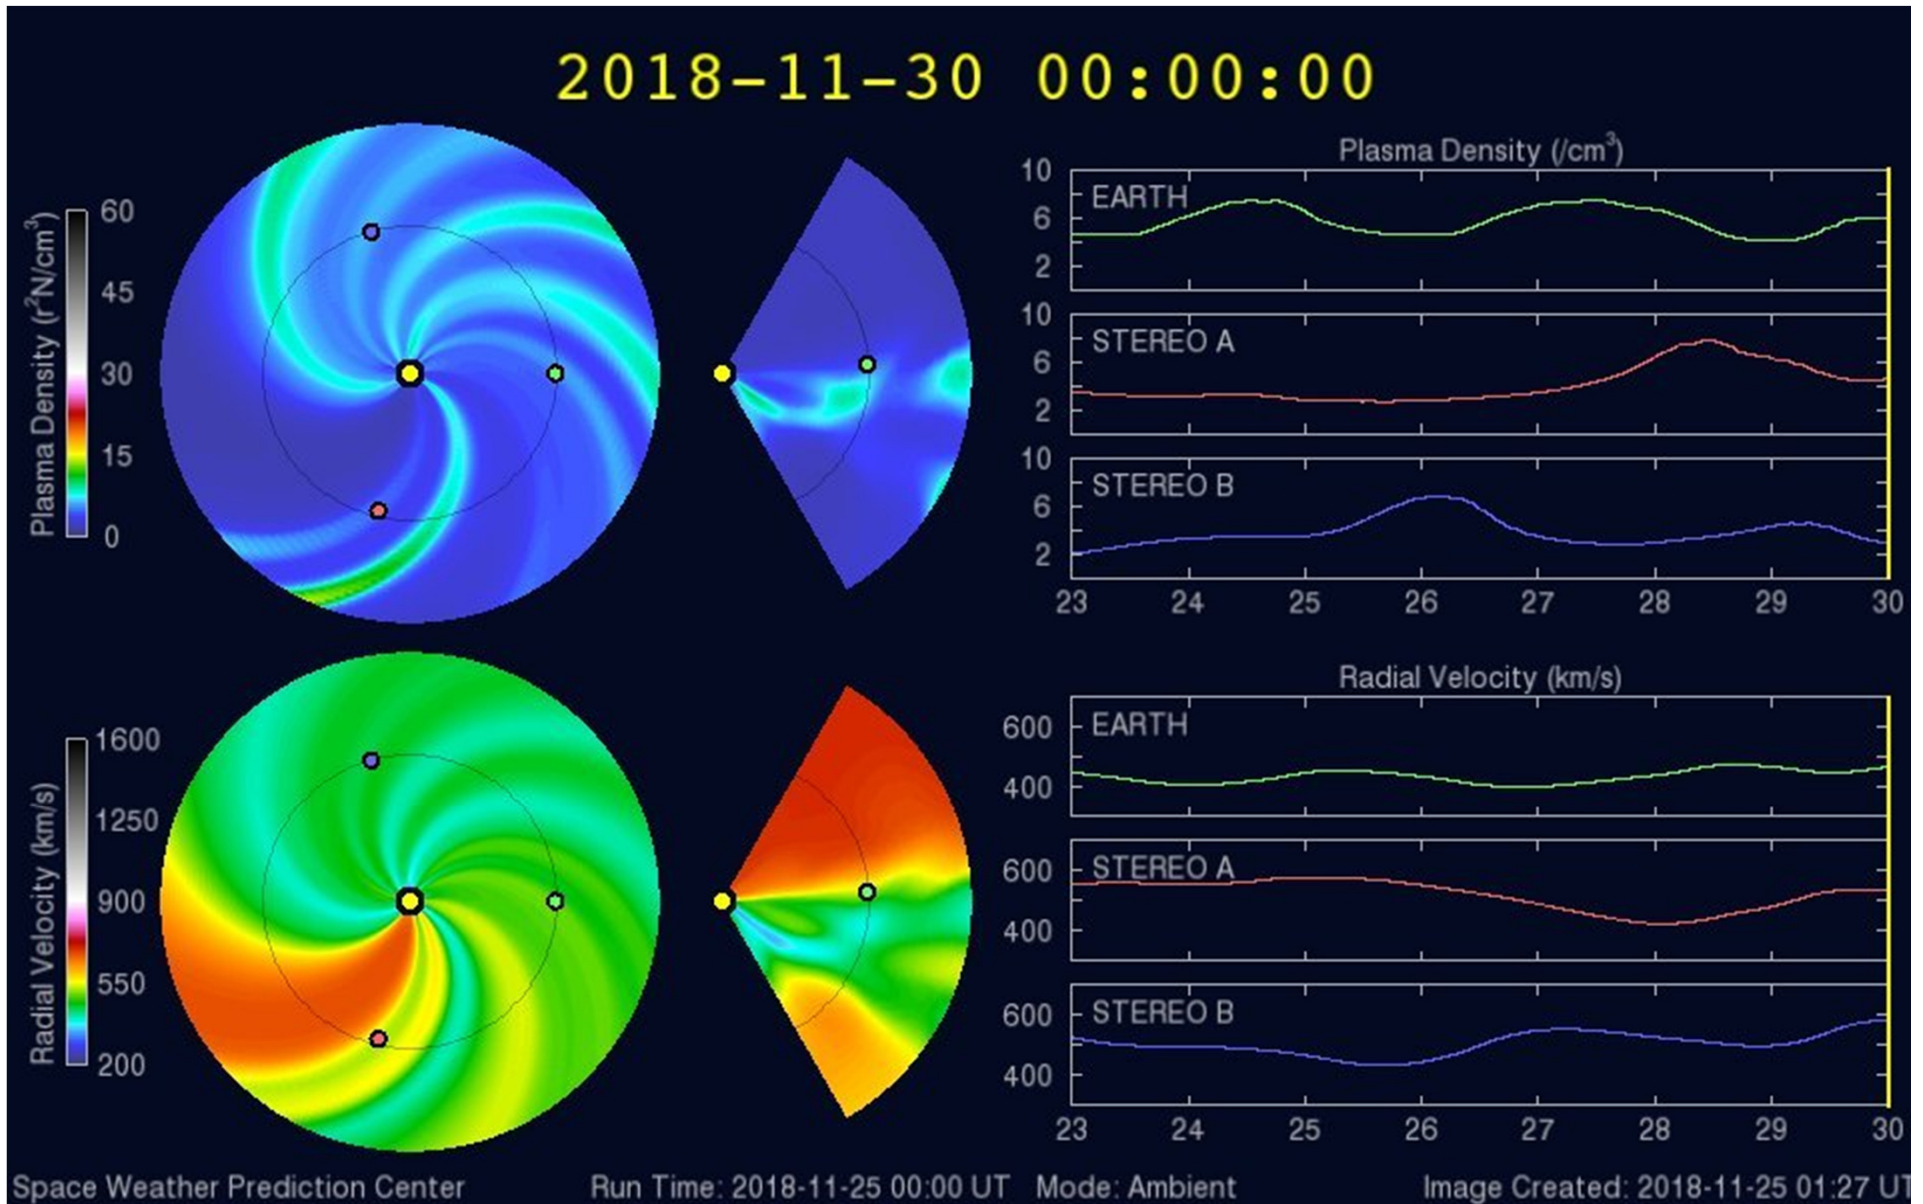 2018-11-30 00:00:00
Plasma Density (r²N/cm³)
60
45
30
15
0
Plasma Density (/cm³)
10
6
2
EARTH
10
6
2
STEREO A
10
6
2
STEREO B
23 24 25 26 27 28 29 30
Radial Velocity (km/s)
1600
1250
900
550
200
Radial Velocity (km/s)
600
400
EARTH
600
400
STEREO A
600
400
STEREO B
23 24 25 26 27 28 29 30
Space Weather Prediction Center Run Time: 2018-11-25 00:00 UT Mode: Ambient Image Created: 2018-11-25 01:27 UT